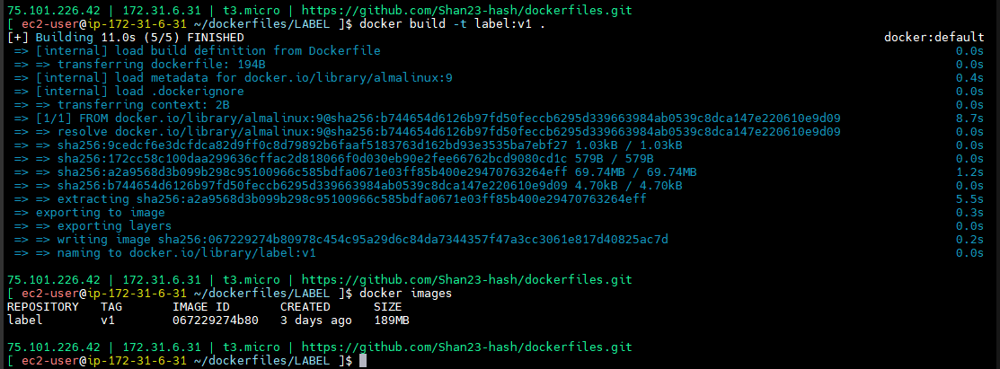 75.101.226.42 | 172.31.6.31 | t3.micro | https://github.com/Shan23-hash/dockerfiles.git
[ ec2-user@ip-172-31-6-31 ~/dockerfiles/LABEL ]$ docker build -t label:v1 .
[+] Building 11.0s (5/5) FINISHED docker:default
=> [internal] load build definition from Dockerfile 0.0s
=> => transferring dockerfile: 194B 0.0s
=> [internal] load metadata for docker.io/library/almalinux:9 0.4s
=> [internal] load .dockerignore 0.0s
=> => transferring context: 2B 0.0s
=> [1/1] FROM docker.io/library/almalinux:9@sha256:b744654d6126b97fd50feccb6295d339663984ab0539c8dca147e220610e9d09 8.7s
=> => resolve docker.io/library/almalinux:9@sha256:b744654d6126b97fd50feccb6295d339663984ab0539c8dca147e220610e9d09 0.0s
=> => sha256:9cedcf6e3dcfdca82d9ff0c8d79892b6faaf5183763d162bd93e3535ba7ebf27 1.03kB / 1.03kB 0.0s
=> => sha256:172cc58c100daa299636cffac2d818066f0d030eb90e2fee66762bcd9080cd1c 579B / 579B 0.0s
=> => sha256:a2a9568d3b099b298c95100966c585bdfa0671e03ff85b400e29470763264eff 69.74MB / 69.74MB 1.2s
=> => sha256:b744654d6126b97fd50feccb6295d339663984ab0539c8dca147e220610e9d09 4.70kB / 4.70kB 0.0s
=> => extracting sha256:a2a9568d3b099b298c95100966c585bdfa0671e03ff85b400e29470763264eff 5.5s
=> exporting to image 0.3s
=> => exporting layers 0.0s
=> => writing image sha256:067229274b80978c454c95a29d6c84da7344357f47a3cc3061e817d40825ac7d 0.2s
=> => naming to docker.io/library/label:v1 0.0s
75.101.226.42 | 172.31.6.31 | t3.micro | https://github.com/Shan23-hash/dockerfiles.git
[ ec2-user@ip-172-31-6-31 ~/dockerfiles/LABEL ]$ docker images
REPOSITORY TAG IMAGE ID CREATED SIZE
label v1 067229274b80 3 days ago 189MB
75.101.226.42 | 172.31.6.31 | t3.micro | https://github.com/Shan23-hash/dockerfiles.git
[ ec2-user@ip-172-31-6-31 ~/dockerfiles/LABEL ]$